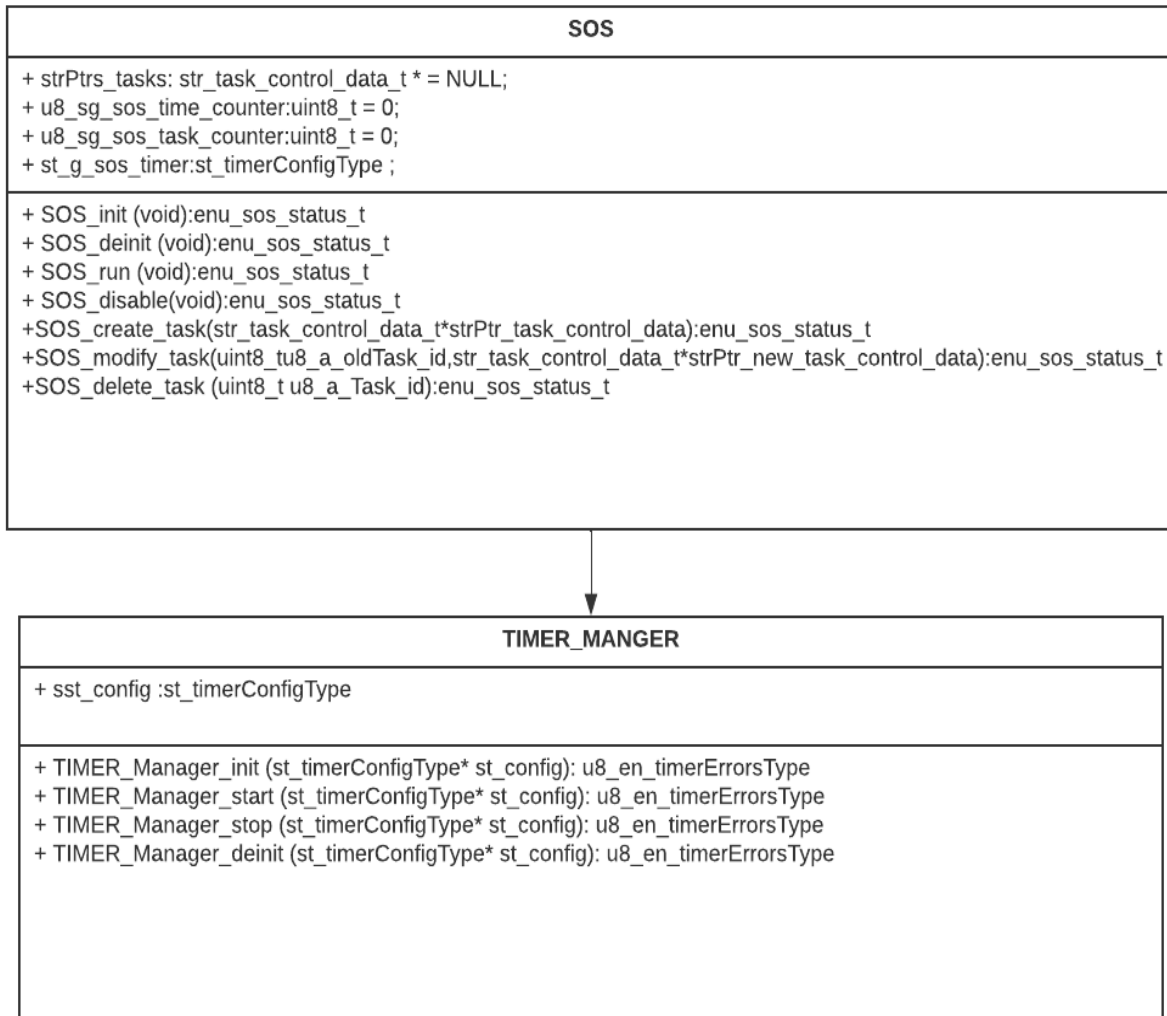 SOS
+ strPtrs_tasks: str_task_control_data_t * = NULL;
+ u8_sg_sos_time_counter:uint8_t = 0;
+ u8_sg_sos_task_counter:uint8_t = 0;
+ st_g_sos_timer:st_timerConfigType ;
+ SOS_init (void):enu_sos_status_t
+ SOS_deinit (void):enu_sos_status_t
+ SOS_run (void):enu_sos_status_t
+ SOS_disable(void):enu_sos_status_t
+SOS_create_task(str_task_control_data_t*strPtr_task_control_data):enu_sos_status_t
+SOS_modify_task(uint8_tu8_a_oldTask_id,str_task_control_data_t*strPtr_new_task_control_data):enu_sos_status_t
+SOS_delete_task (uint8_t u8_a_Task_id):enu_sos_status_t
TIMER_MANGER
+ sst_config :st_timerConfigType
+ TIMER_Manager_init (st_timerConfigType* st_config): u8_en_timerErrorsType
+ TIMER_Manager_start (st_timerConfigType* st_config): u8_en_timerErrorsType
+ TIMER_Manager_stop (st_timerConfigType* st_config): u8_en_timerErrorsType
+ TIMER_Manager_deinit (st_timerConfigType* st_config): u8_en_timerErrorsType